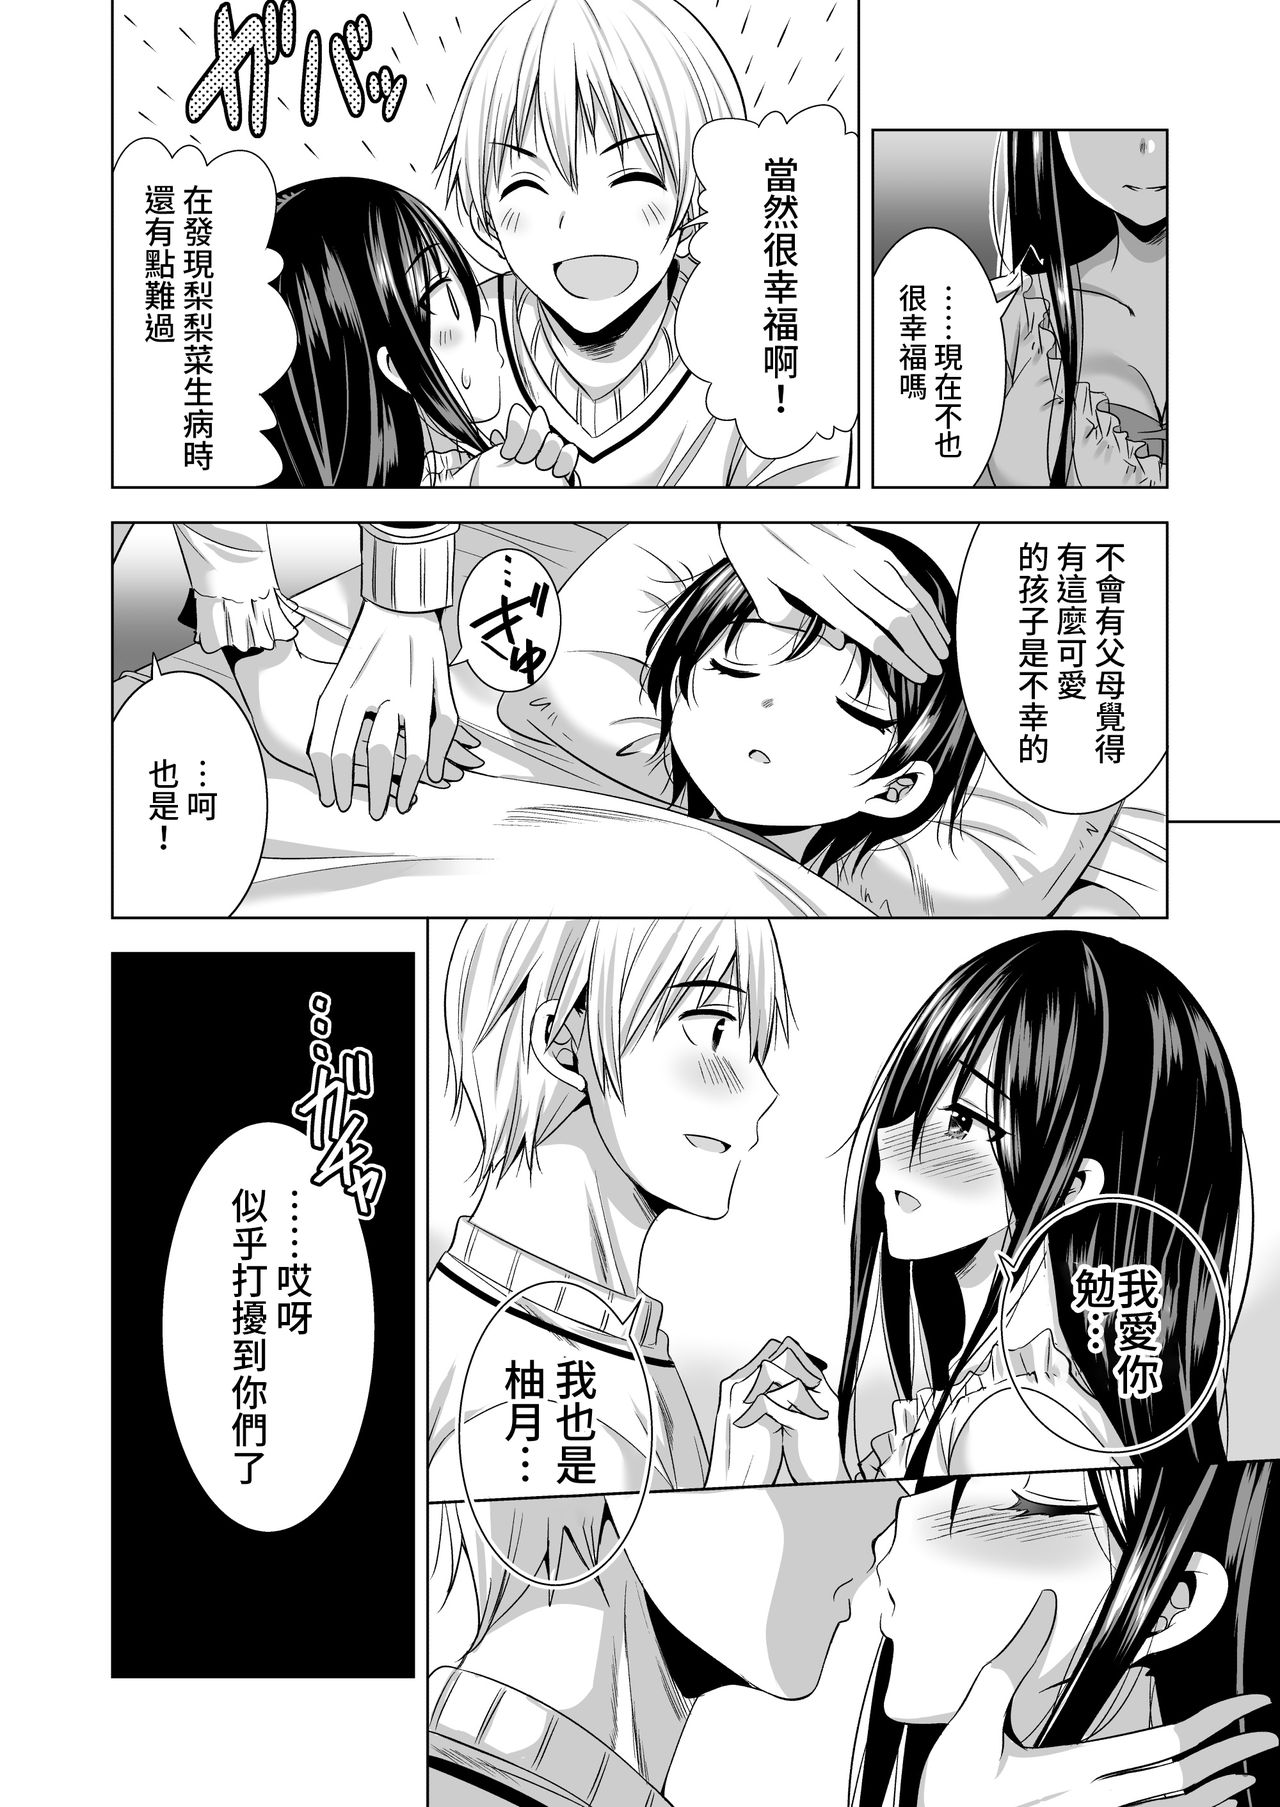 ……現在不也
很幸福嗎
當然很幸福啊！
ガバッ
在發現梨梨菜生病時
還有點難過
不會有父母覺得
有這麼可愛
的孩子是不幸的
…ぎゅ
…呵
也是！
我愛你
勉…
我也是
柚月…
…ガチャ
……哎呀
似乎打擾到你們了